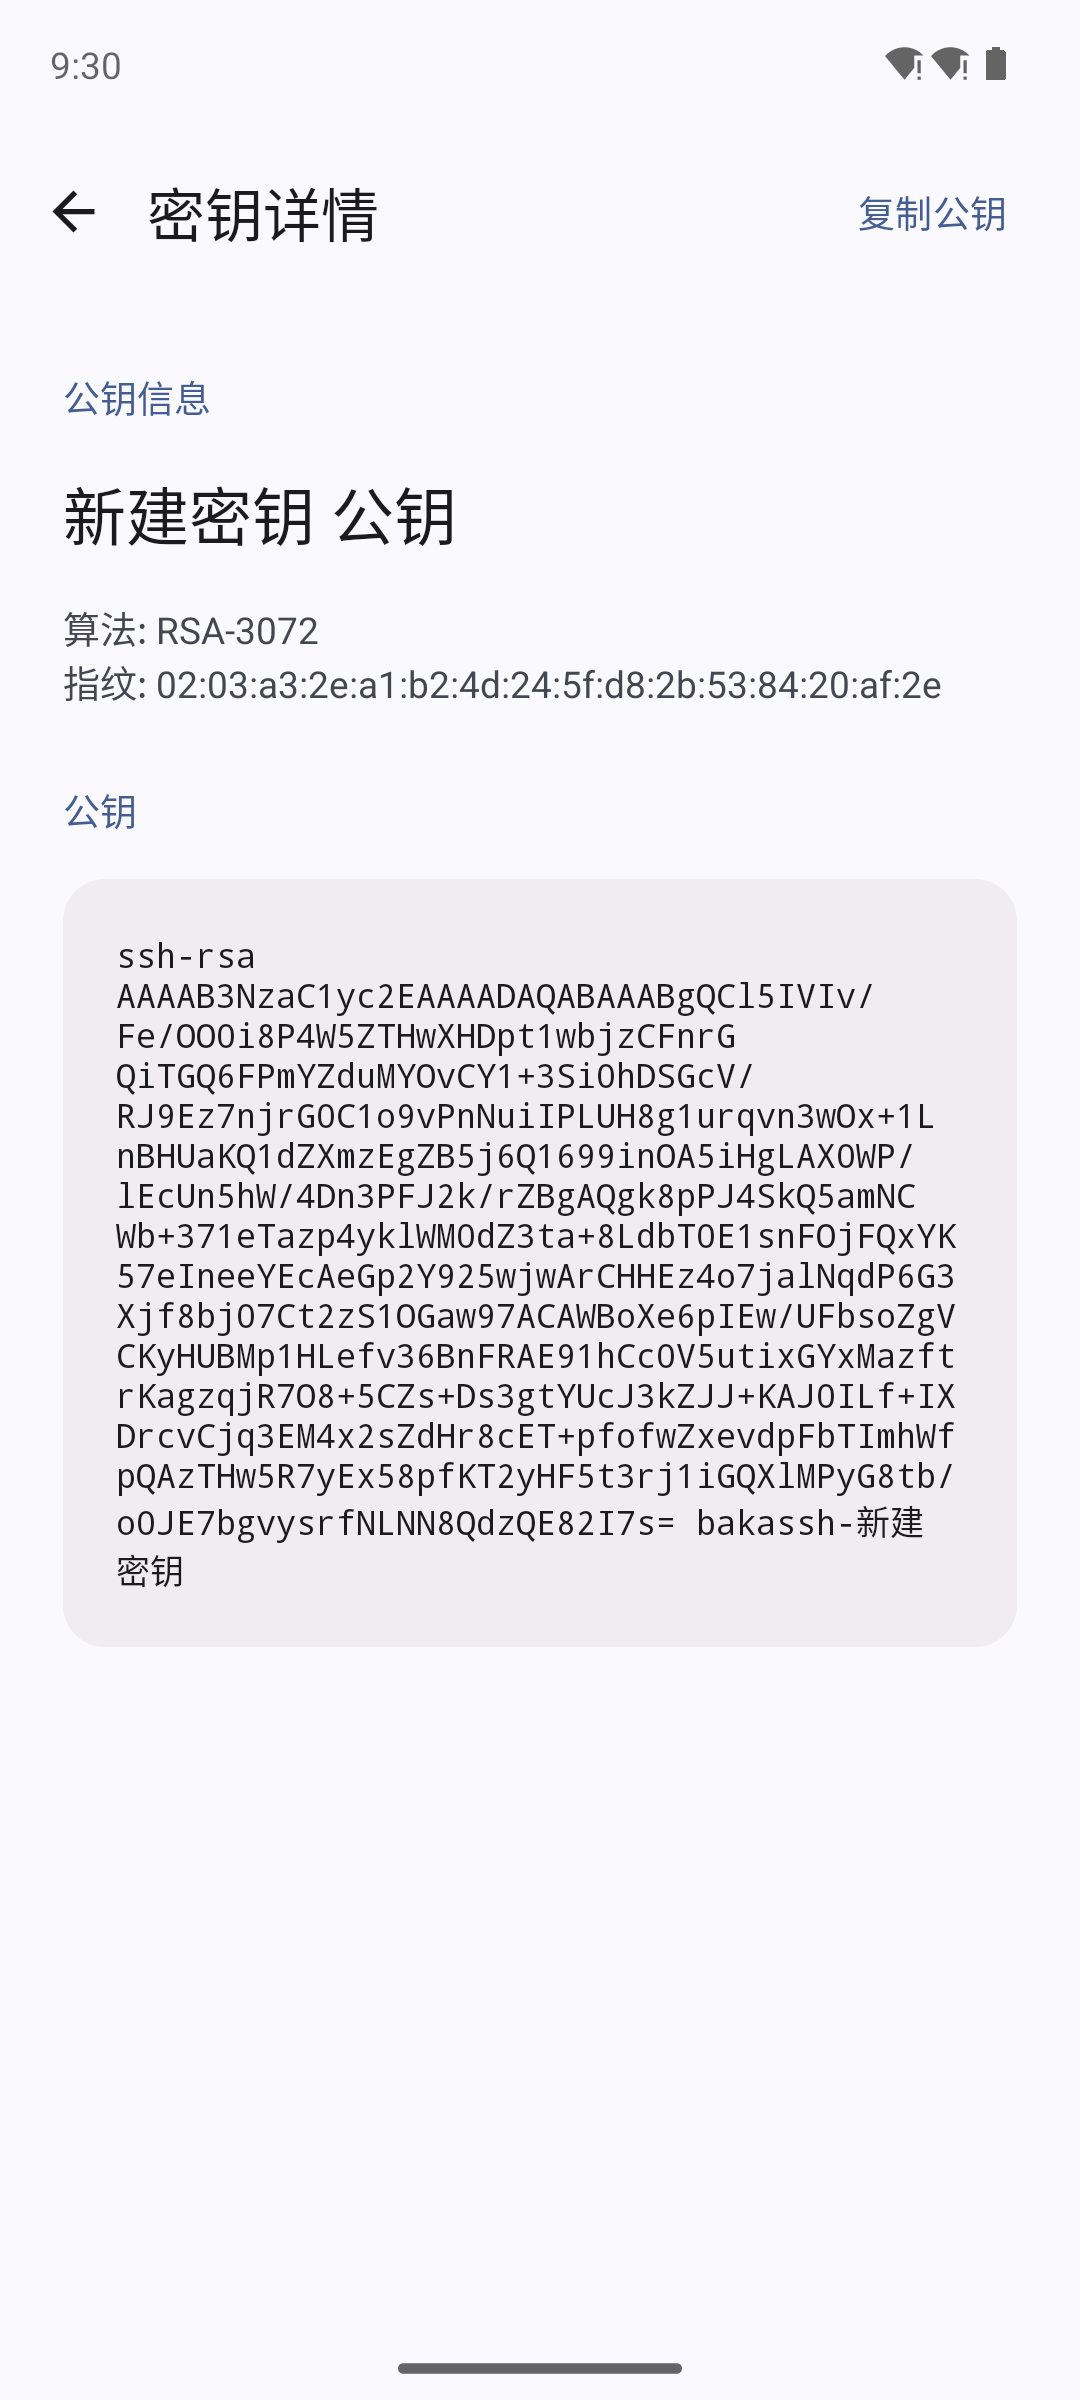 9:30
密钥详情
复制公钥
公钥信息
新建密钥 公钥
算法: RSA-3072
指纹: 02:03:a3:2e:a1:b2:4d:24:5f:d8:2b:53:84:20:af:2e
公钥
ssh-rsa
AAAAB3NzaC1yc2EAAAADAQABAAABgQCl5IVIv/
Fe/OOOi8P4W5ZTHwXHDpt1wbjzCFnrG
QiTGQ6FPmYZduMYOvCY1+3SiOhDSGcV/
RJ9Ez7njrGOC1o9vPnNuiIPLUH8g1urqvn3wOx+1L
nBHUaKQ1dZXmzEgZB5j6Q1699inOA5iHgLAXOWP/
lEcUn5hW/4Dn3PFJ2k/rZBgAQgk8pPJ4SkQ5amNC
Wb+371eTazp4yklWMOdZ3ta+8LdbTOE1snFOjFQxYK
57eIneeYEcAeGp2Y925wjwArCHHEz4o7jalNqdP6G3
Xjf8bjO7Ct2zS1OGaw97ACAWBoXe6pIEw/UFbsoZgV
CKyHUBMp1HLefv36BnFRAE91hCcOV5utixGYxMazft
rKagzqjR7O8+5CZs+Ds3gtYUcJ3kZJJ+KAJOILf+IX
DrcvCjq3EM4x2sZdHr8cET+pfofwZxevdpFbTImhWf
pQAzTHw5R7yEx58pfKT2yHF5t3rj1iGQXlMPyG8tb/
oOJE7bgvysrfNLNN8QdzQE82I7s= bakassh-新建
密钥